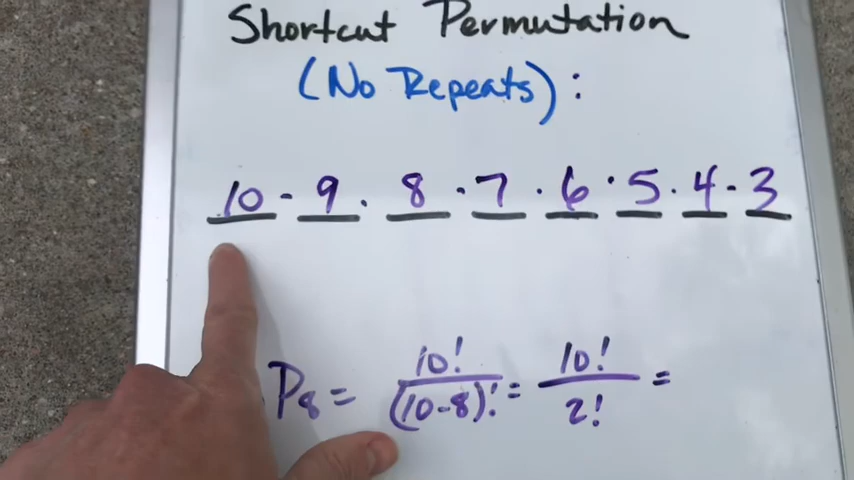 Shortcut Permutation
(No Repeats):
10 · 9 · 8 · 7 · 6 · 5 · 4 · 3
P₈ = 10!/(10-8)! = 10!/2! =